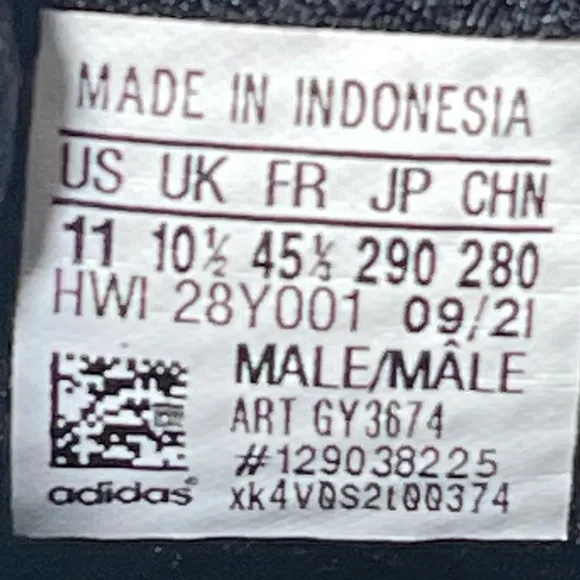 MADE IN INDONESIA
US UK FR JP CHN
11 10½ 45⅓ 290 280
HWI 28Y001 09/21
MALE/MÂLE
ART GY3674
#129038225
adidas® xk4V0S2t00374